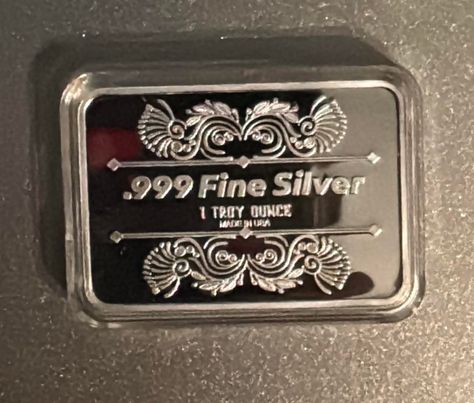 .999 Fine Silver
1 TROY OUNCE
MADE IN USA